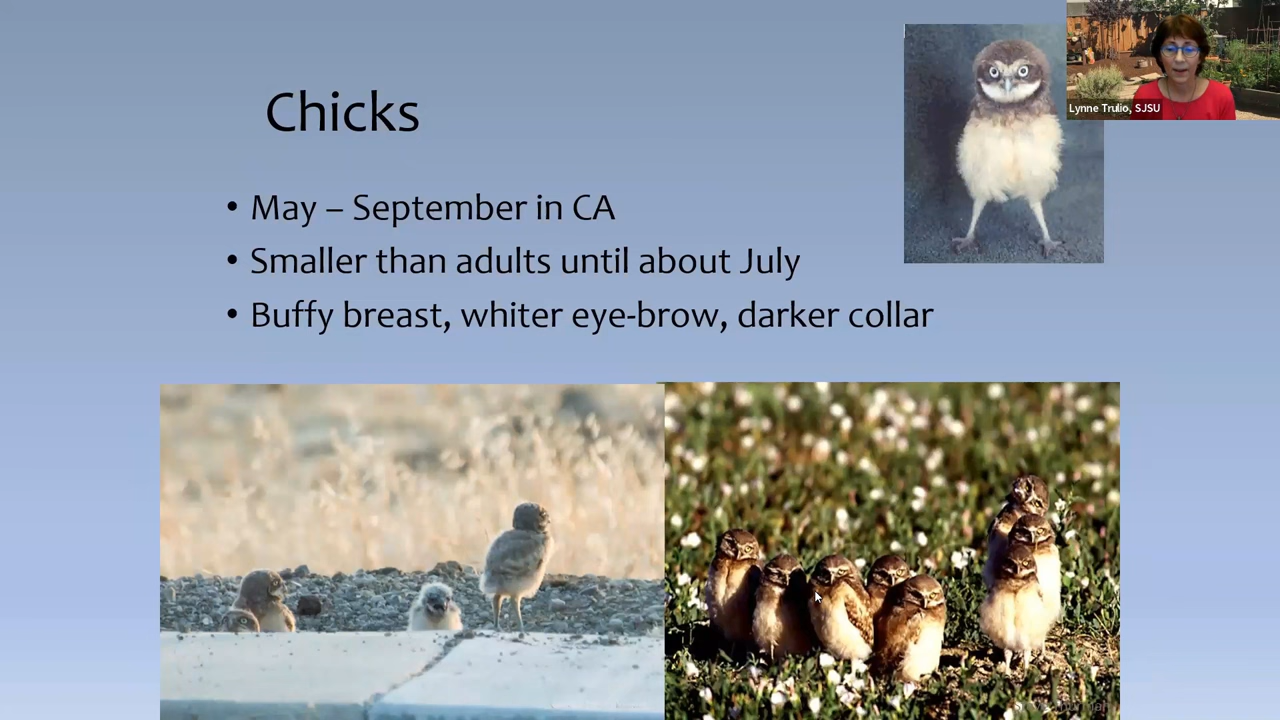 Lynne Trulio, SJSU
Chicks
• May – September in CA
• Smaller than adults until about July
• Buffy breast, whiter eye-brow, darker collar